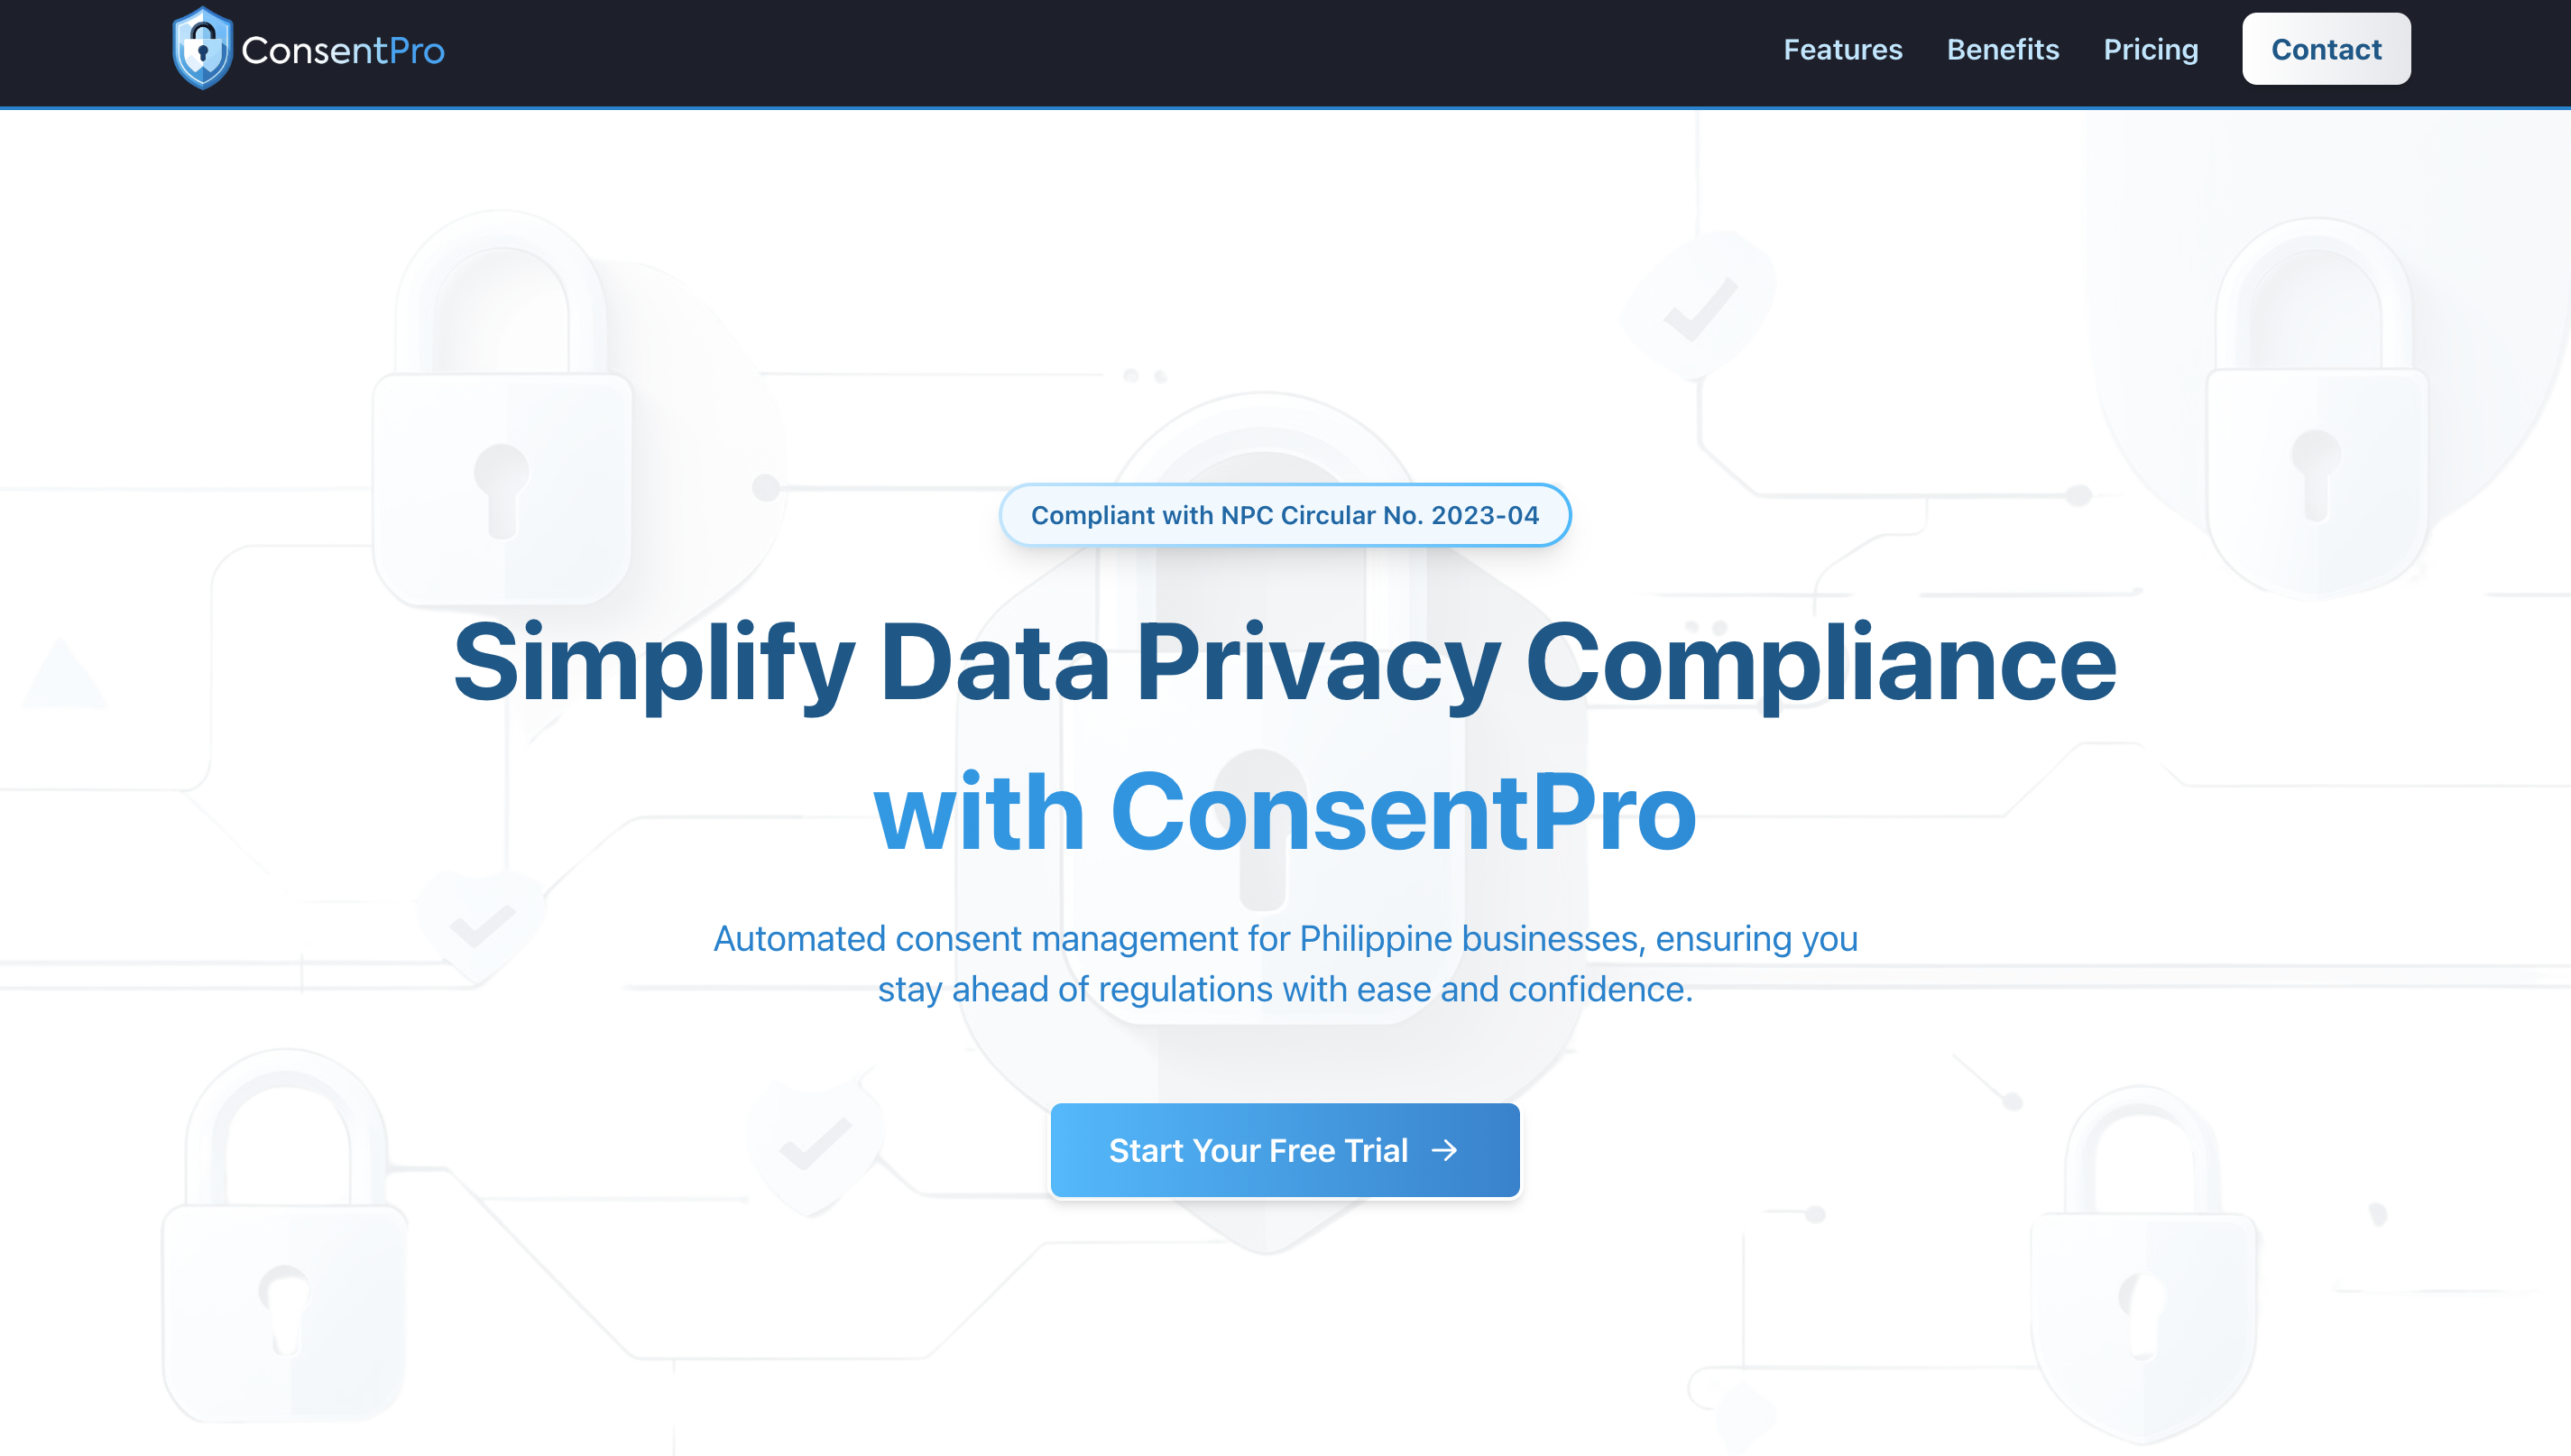 ConsentPro
Features
Benefits
Pricing
Contact
Compliant with NPC Circular No. 2023-04
Simplify Data Privacy Compliance
with ConsentPro
Automated consent management for Philippine businesses, ensuring you
stay ahead of regulations with ease and confidence.
Start Your Free Trial →